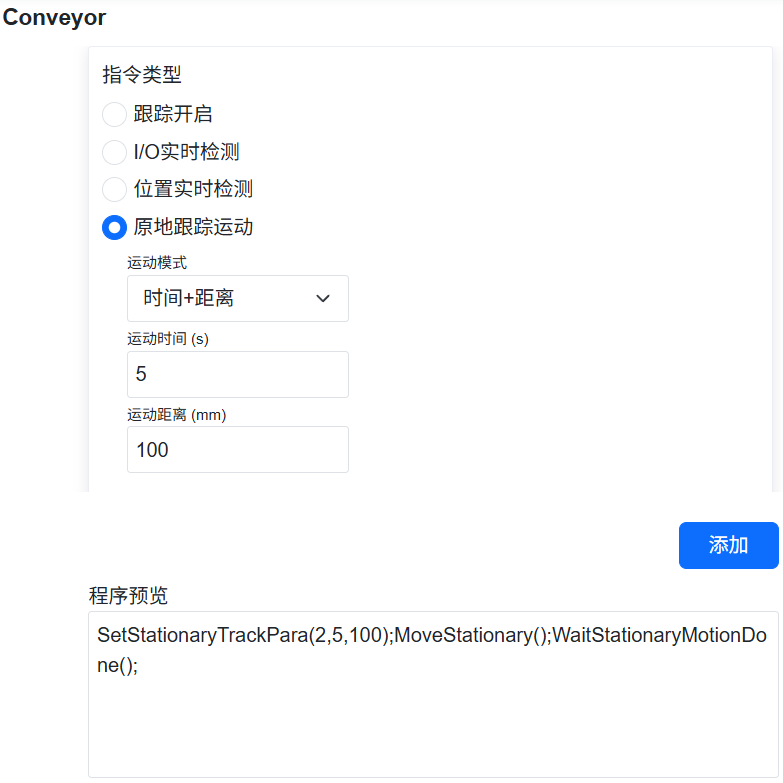 Conveyor
指令类型
跟踪开启
I/O实时检测
位置实时检测
原地跟踪运动
运动模式
时间+距离
运动时间 (s)
5
运动距离 (mm)
100
添加
程序预览
SetStationaryTrackPara(2,5,100);MoveStationary();WaitStationaryMotionDo
ne();